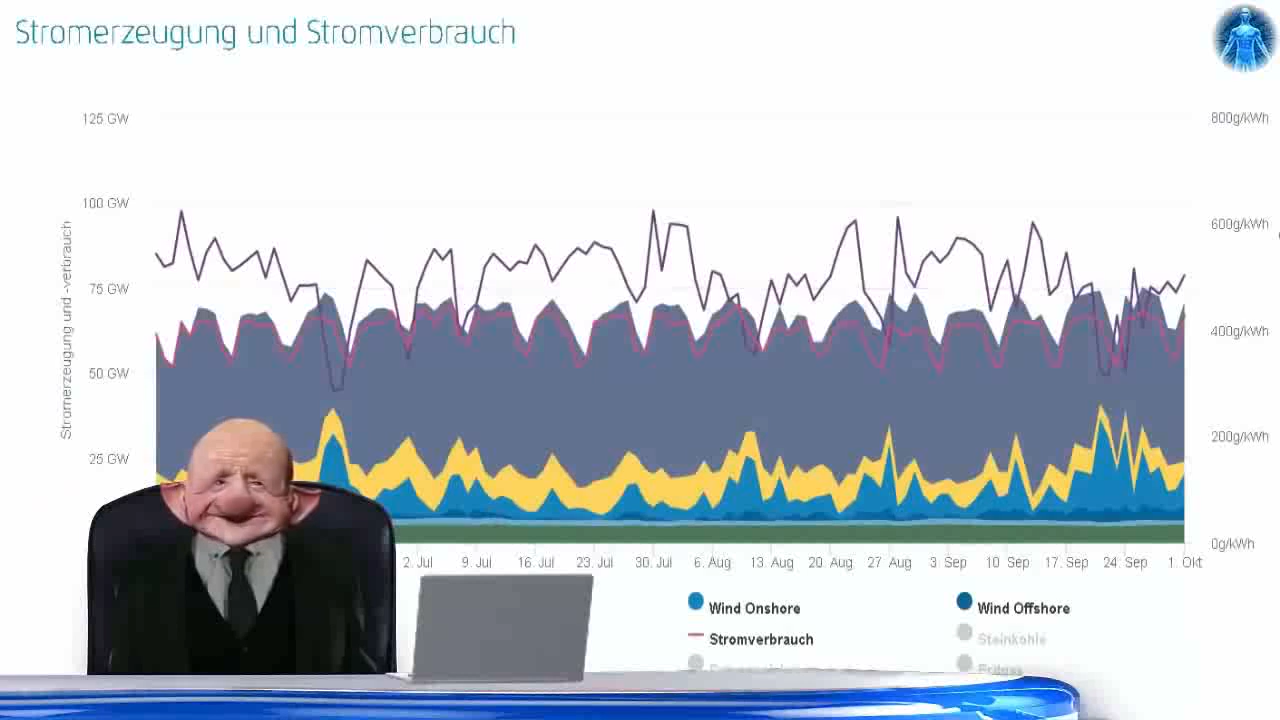 Stromerzeugung und Stromverbrauch
125 GW
800g/kWh
100 GW
600g/kWh
75 GW
400g/kWh
50 GW
200g/kWh
25 GW
0g/kWh
Stromerzeugung und -verbrauch
2. Jul
9. Jul
16. Jul
23. Jul
30. Jul
6. Aug
13. Aug
20. Aug
27. Aug
3. Sep
10. Sep
17. Sep
24. Sep
1. Okt
Wind Onshore
Wind Offshore
Stromverbrauch
Steinkohle
Erdgas